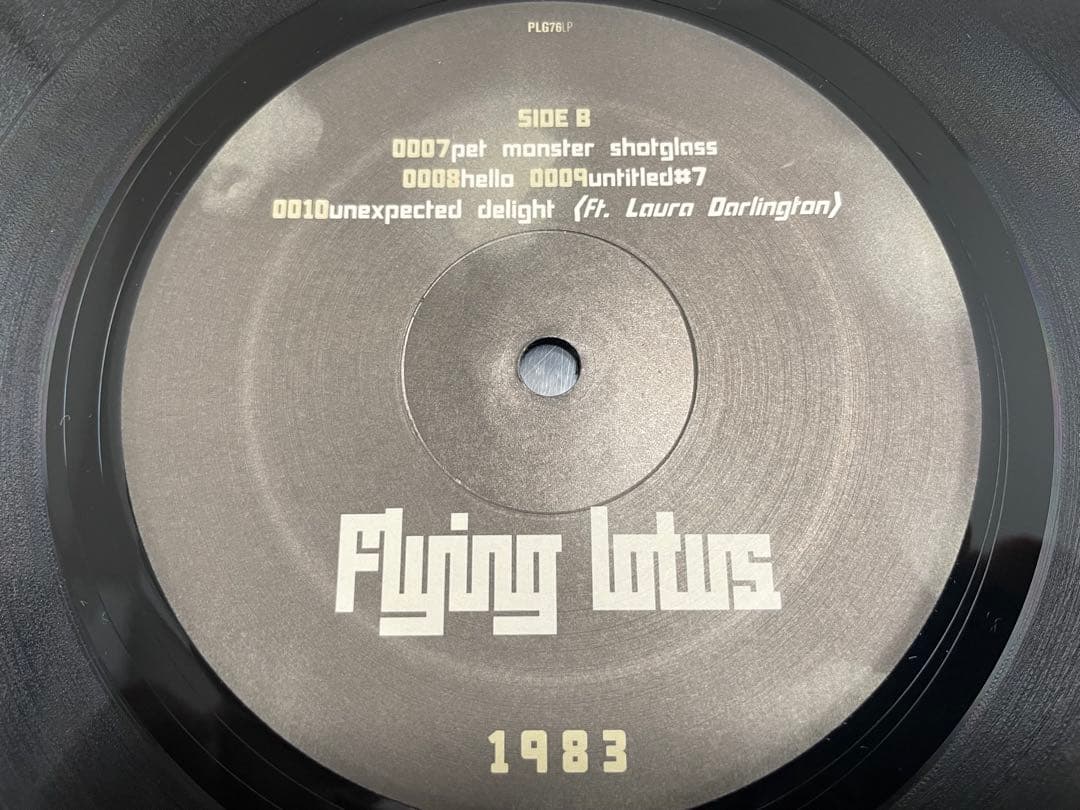 PLG76LP
SIDE B
0007pet monster shotglass
0008hello 0009untitled#7
0010unexpected delight (Ft. Laura Darlington)
Flying lotus
1983